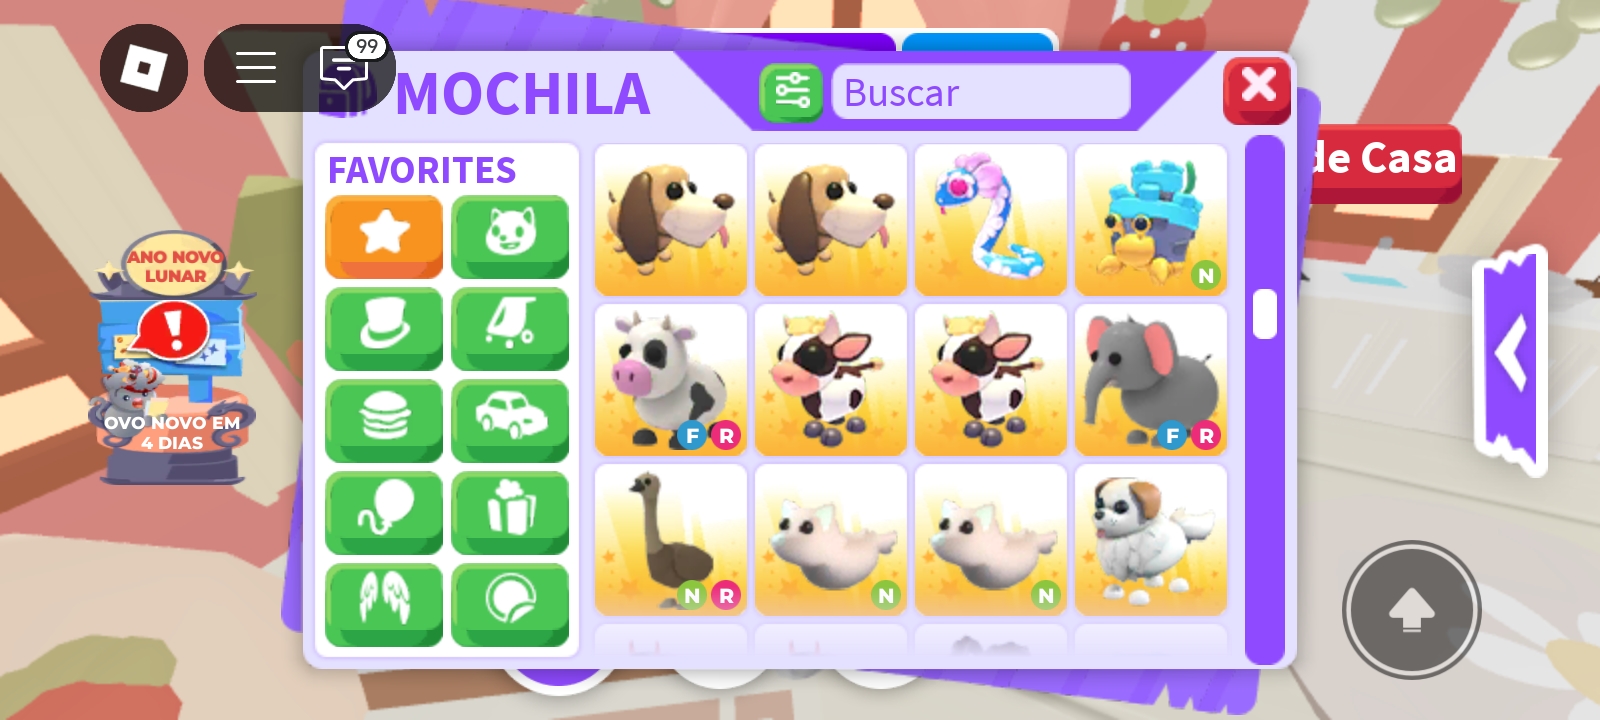 99
MOCHILA
Buscar
FAVORITES
de Casa
ANO NOVO
LUNAR
!
OVO NOVO EM
4 DIAS
N
F R
F R
N R
N
N